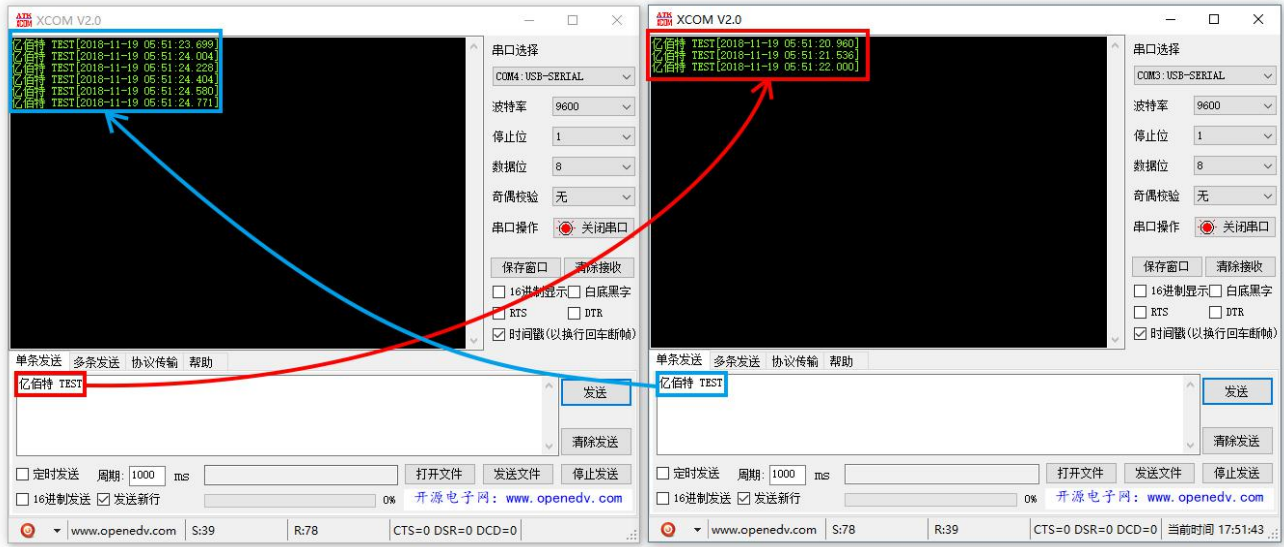 ATK XCOM XCOM V2.0
亿佰特 TEST[2018-11-19 05:51:23.699]
亿佰特 TEST[2018-11-19 05:51:24.004]
亿佰特 TEST[2018-11-19 05:51:24.228]
亿佰特 TEST[2018-11-19 05:51:24.404]
亿佰特 TEST[2018-11-19 05:51:24.580]
亿佰特 TEST[2018-11-19 05:51:24.771]
串口选择
COM4:USB-SERIAL
波特率 9600
停止位 1
数据位 8
奇偶校验 无
串口操作 关闭串口
保存窗口 清除接收
16进制显示 白底黑字
RTS DTR
时间戳(以换行回车断帧)
单条发送 多条发送 协议传输 帮助
亿佰特 TEST
发送
清除发送
定时发送 周期: 1000 ms 打开文件 发送文件 停止发送
16进制发送 发送新行 0% 开源电子网: www.openedv.com
www.openedv.com S:39 R:78 CTS=0 DSR=0 DCD=0
ATK XCOM XCOM V2.0
亿佰特 TEST[2018-11-19 05:51:20.960]
亿佰特 TEST[2018-11-19 05:51:21.536]
亿佰特 TEST[2018-11-19 05:51:22.000]
串口选择
COM3:USB-SERIAL
波特率 9600
停止位 1
数据位 8
奇偶校验 无
串口操作 关闭串口
保存窗口 清除接收
16进制显示 白底黑字
RTS DTR
时间戳(以换行回车断帧)
单条发送 多条发送 协议传输 帮助
亿佰特 TEST
发送
清除发送
定时发送 周期: 1000 ms 打开文件 发送文件 停止发送
16进制发送 发送新行 0% 开源电子网: www.openedv.com
www.openedv.com S:78 R:39 CTS=0 DSR=0 DCD=0 当前时间 17:51:43